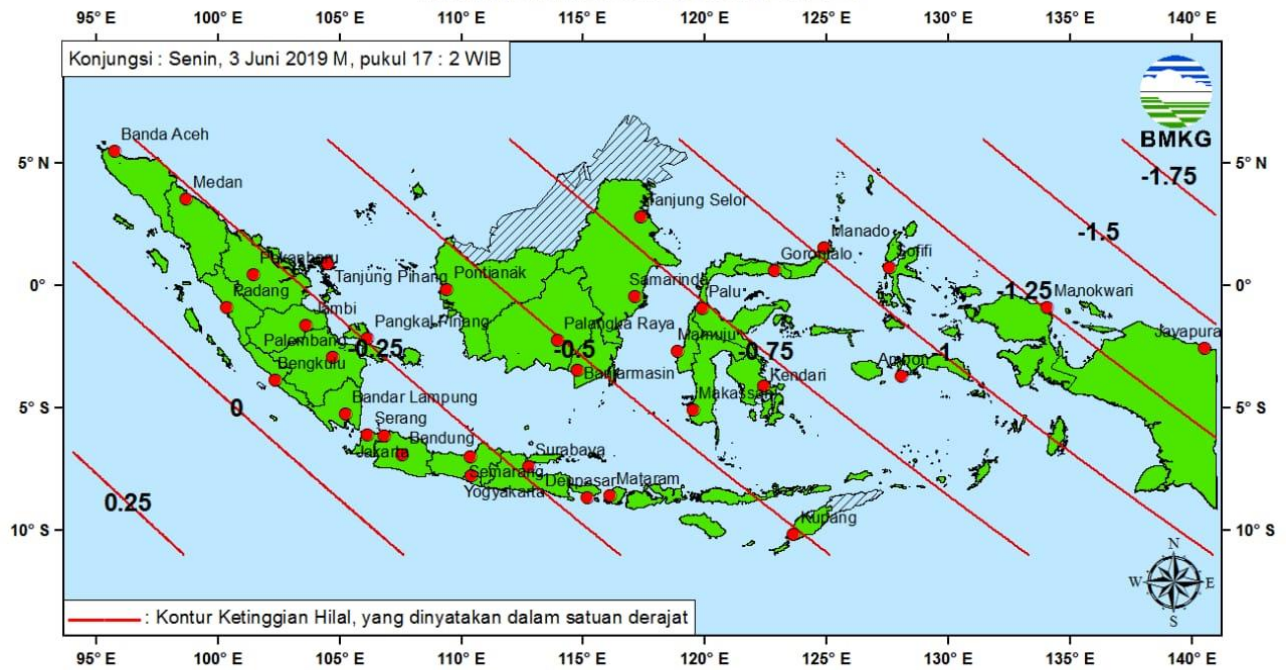 95° E 100° E 105° E 110° E 115° E 120° E 125° E 130° E 135° E 140° E
Konjungsi : Senin, 3 Juni 2019 M, pukul 17 : 2 WIB
BMKG
5° N
5° N
-1.75
Banda Aceh
Medan
Tanjung Selor
Manado
-1.5
Gorontalo
Sofifi
Pekanbaru
Tanjung Pinang
Pontianak
Samarinda
Palu
-1.25
Manokwari
0°
0°
Padang
Jambi
Pangkal Pinang
Palangka Raya
Mamuju
Jayapura
Palembang
-0.25
-0.5
-0.75
-1
Bengkulu
Banjarmasin
Kendari
Ambon
0
Bandar Lampung
Makassar
5° S
5° S
Serang
Jakarta
Bandung
Semarang
Surabaya
Yogyakarta
Denpasar
Mataram
0.25
Kupang
10° S
10° S
N
W
E
S
: Kontur Ketinggian Hilal, yang dinyatakan dalam satuan derajat
95° E 100° E 105° E 110° E 115° E 120° E 125° E 130° E 135° E 140° E